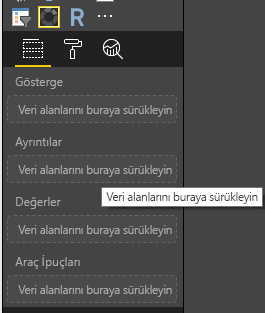 R ...
Gösterge
Veri alanlarını buraya sürükleyin
Ayrıntılar
Veri alanlarını buraya sürükleyin
Veri alanlarını buraya sürükleyin
Değerler
Veri alanlarını buraya sürükleyin
Araç İpuçları
Veri alanlarını buraya sürükleyin